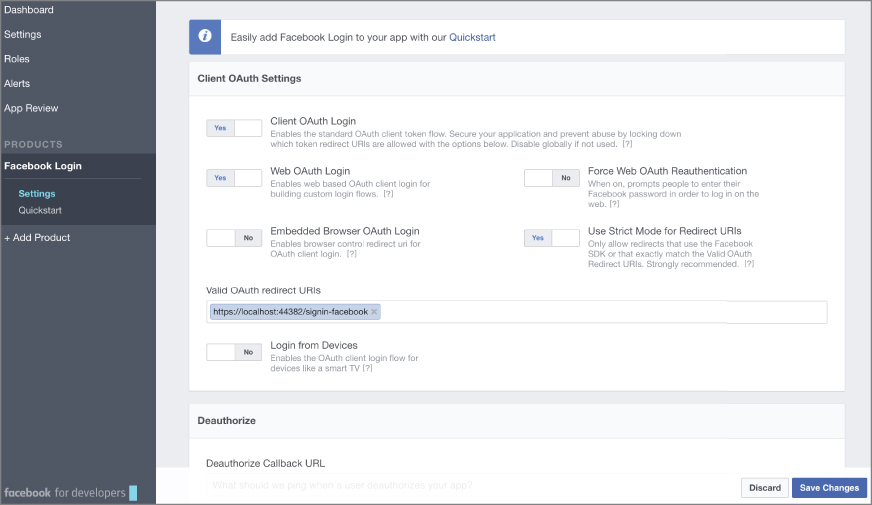 Dashboard
Settings
Roles
Alerts
App Review
PRODUCTS
Facebook Login
Settings
Quickstart
+ Add Product
facebook for developers
Easily add Facebook Login to your app with our Quickstart
Client OAuth Settings
Yes
Client OAuth Login
Enables the standard OAuth client token flow. Secure your application and prevent abuse by locking down
which token redirect URIs are allowed with the options below. Disable globally if not used. [?]
Yes
Web OAuth Login
Enables web based OAuth client login for
building custom login flows. [?]
No
Force Web OAuth Reauthentication
When on, prompts people to enter their
Facebook password in order to log in on the
web. [?]
No
Embedded Browser OAuth Login
Enables browser control redirect uri for
OAuth client login. [?]
Yes
Use Strict Mode for Redirect URIs
Only allow redirects that use the Facebook
SDK or that exactly match the Valid OAuth
Redirect URIs. Strongly recommended. [?]
Valid OAuth redirect URIs
https://localhost:44382/signin-facebook ×
No
Login from Devices
Enables the OAuth client login flow for
devices like a smart TV [?]
Deauthorize
Deauthorize Callback URL
What should we ping when a user deauthorizes your app?
Discard
Save Changes